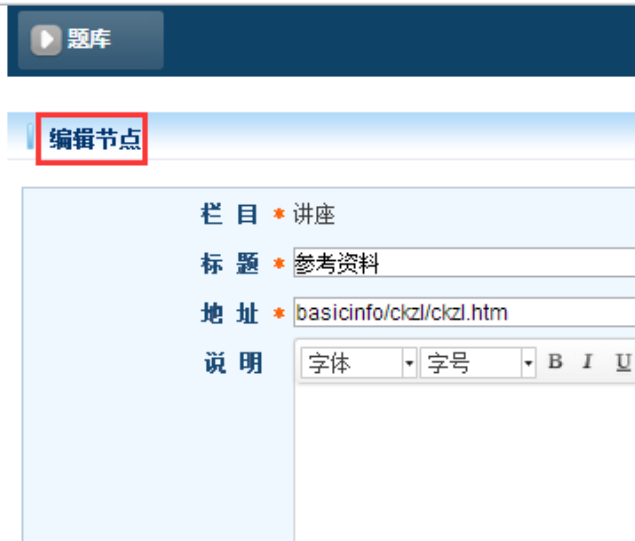 题库
编辑节点
栏 目 * 讲座
标 题 * 参考资料
地 址 * basicinfo/ckzl/ckzl.htm
说 明 字体 字号 B I U